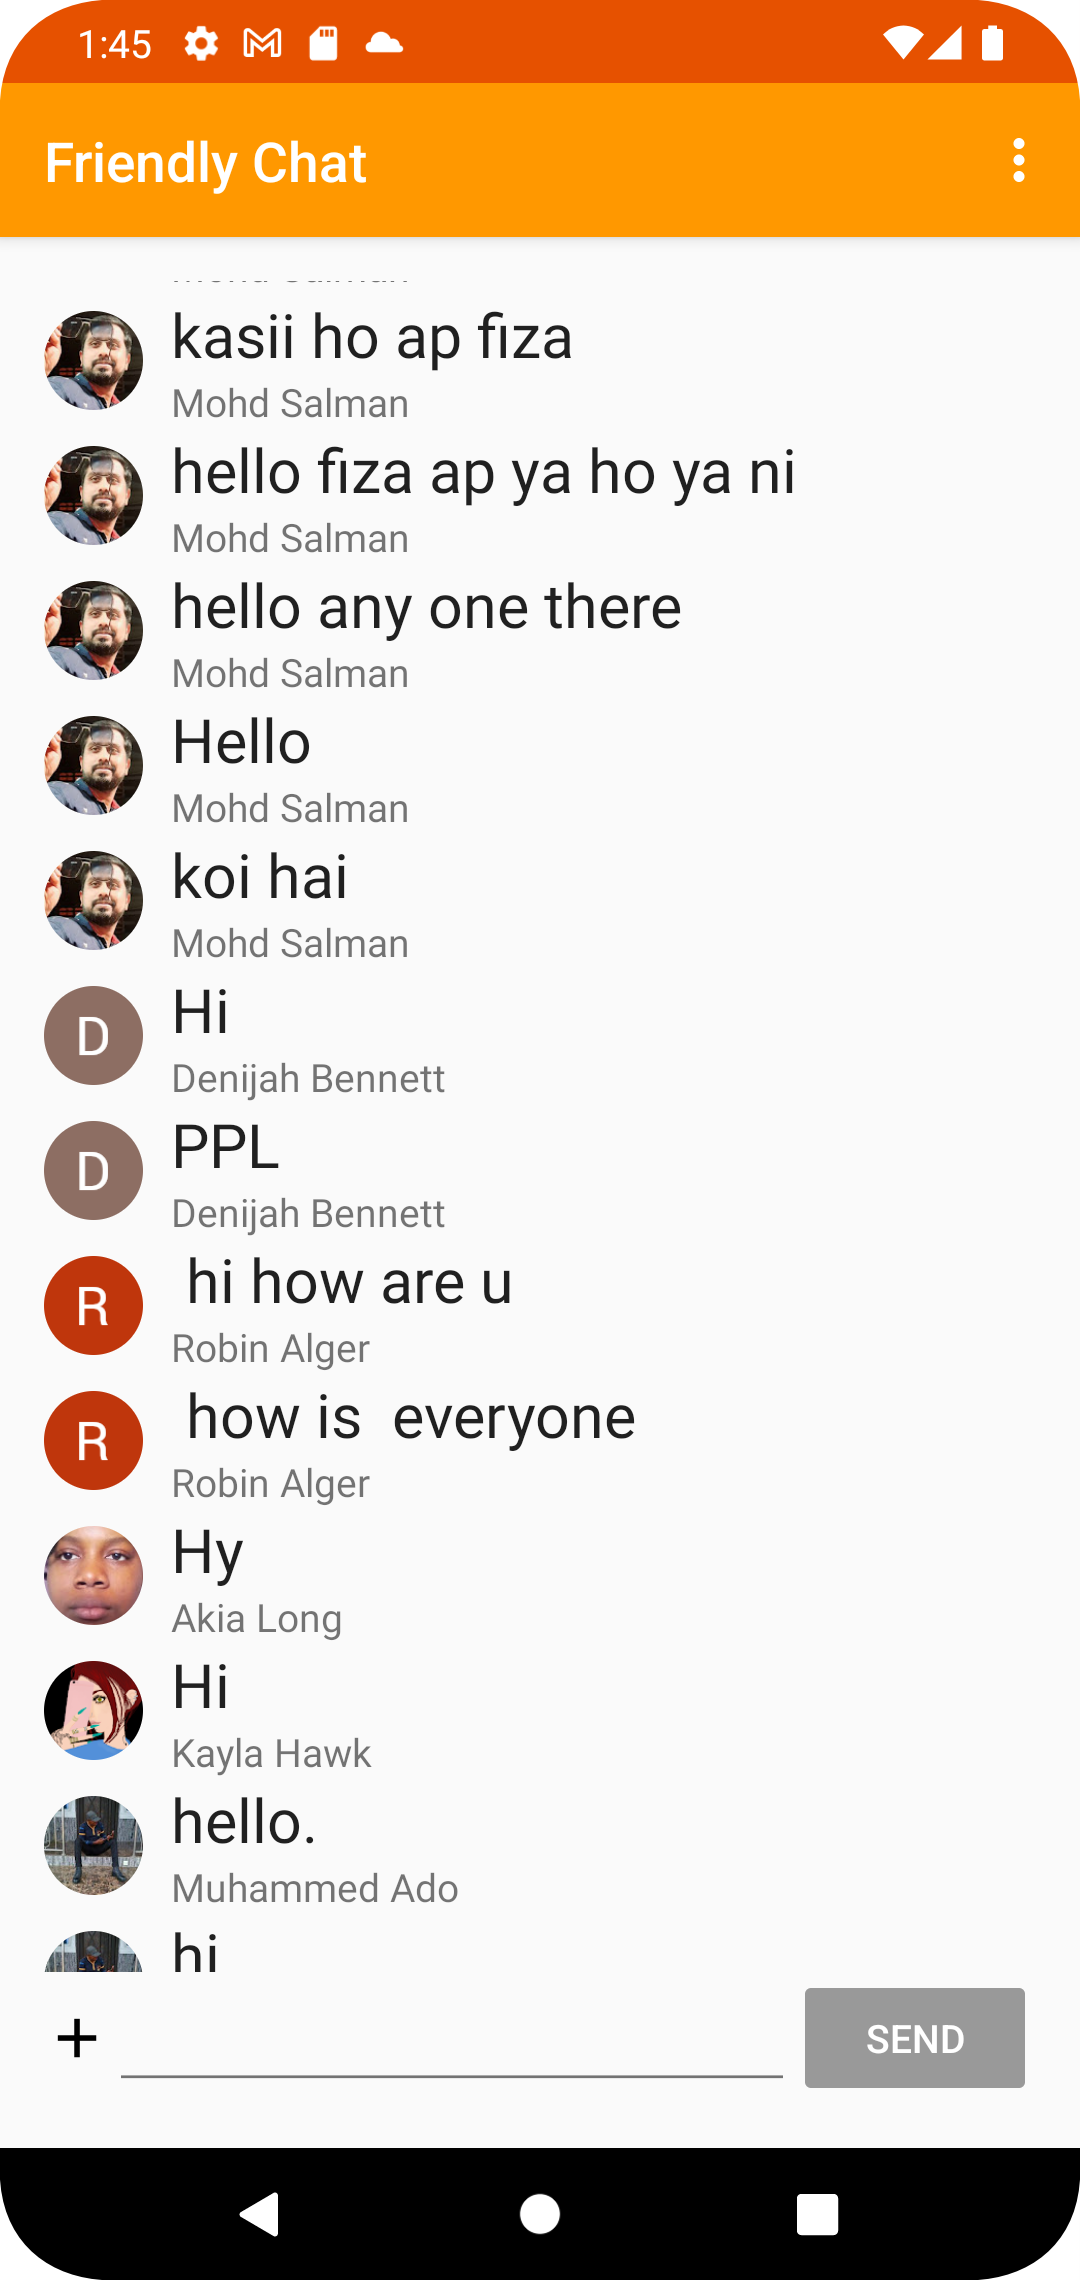 1:45
Friendly Chat
kasii ho ap fiza
Mohd Salman
hello fiza ap ya ho ya ni
Mohd Salman
hello any one there
Mohd Salman
Hello
Mohd Salman
koi hai
Mohd Salman
D
Hi
Denijah Bennett
D
PPL
Denijah Bennett
R
hi how are u
Robin Alger
R
how is  everyone
Robin Alger
Hy
Akia Long
Hi
Kayla Hawk
hello.
Muhammed Ado
hi
SEND